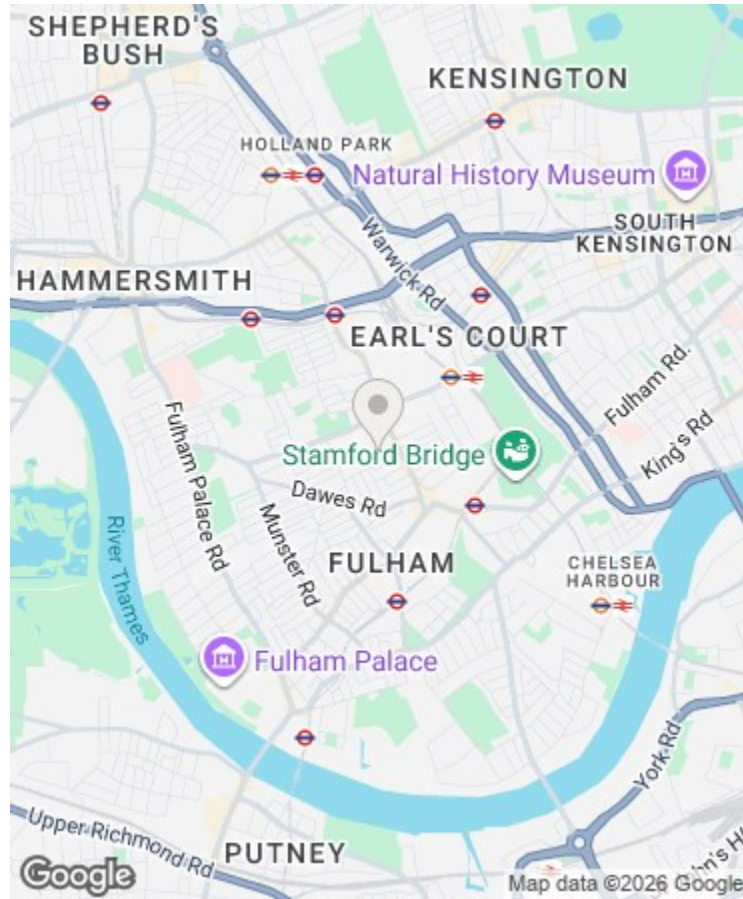 SHEPHERD'S
BUSH
KENSINGTON
HOLLAND PARK
Natural History Museum
SOUTH
KENSINGTON
Warwick Rd
HAMMERSMITH
EARL'S COURT
Fulham Rd.
King's Rd
Stamford Bridge
Fulham Palace Rd
Dawes Rd
Munster Rd
River Thames
FULHAM
CHELSEA
HARBOUR
Fulham Palace
York Rd
Upper Richmond Rd
PUTNEY
Google
Map data ©2026 Google